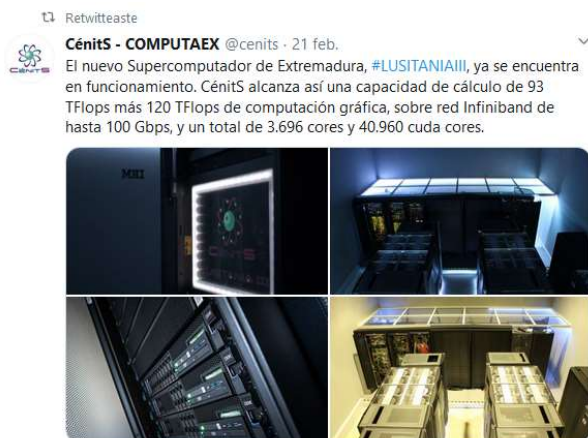 Retwitteaste
CénitS
CénitS - COMPUTAEX @cenits · 21 feb.
El nuevo Supercomputador de Extremadura, #LUSITANIAIII, ya se encuentra
en funcionamiento. CénitS alcanza así una capacidad de cálculo de 93
TFlops más 120 TFlops de computación gráfica, sobre red Infiniband de
hasta 100 Gbps, y un total de 3.696 cores y 40.960 cuda cores.
CÉNITS